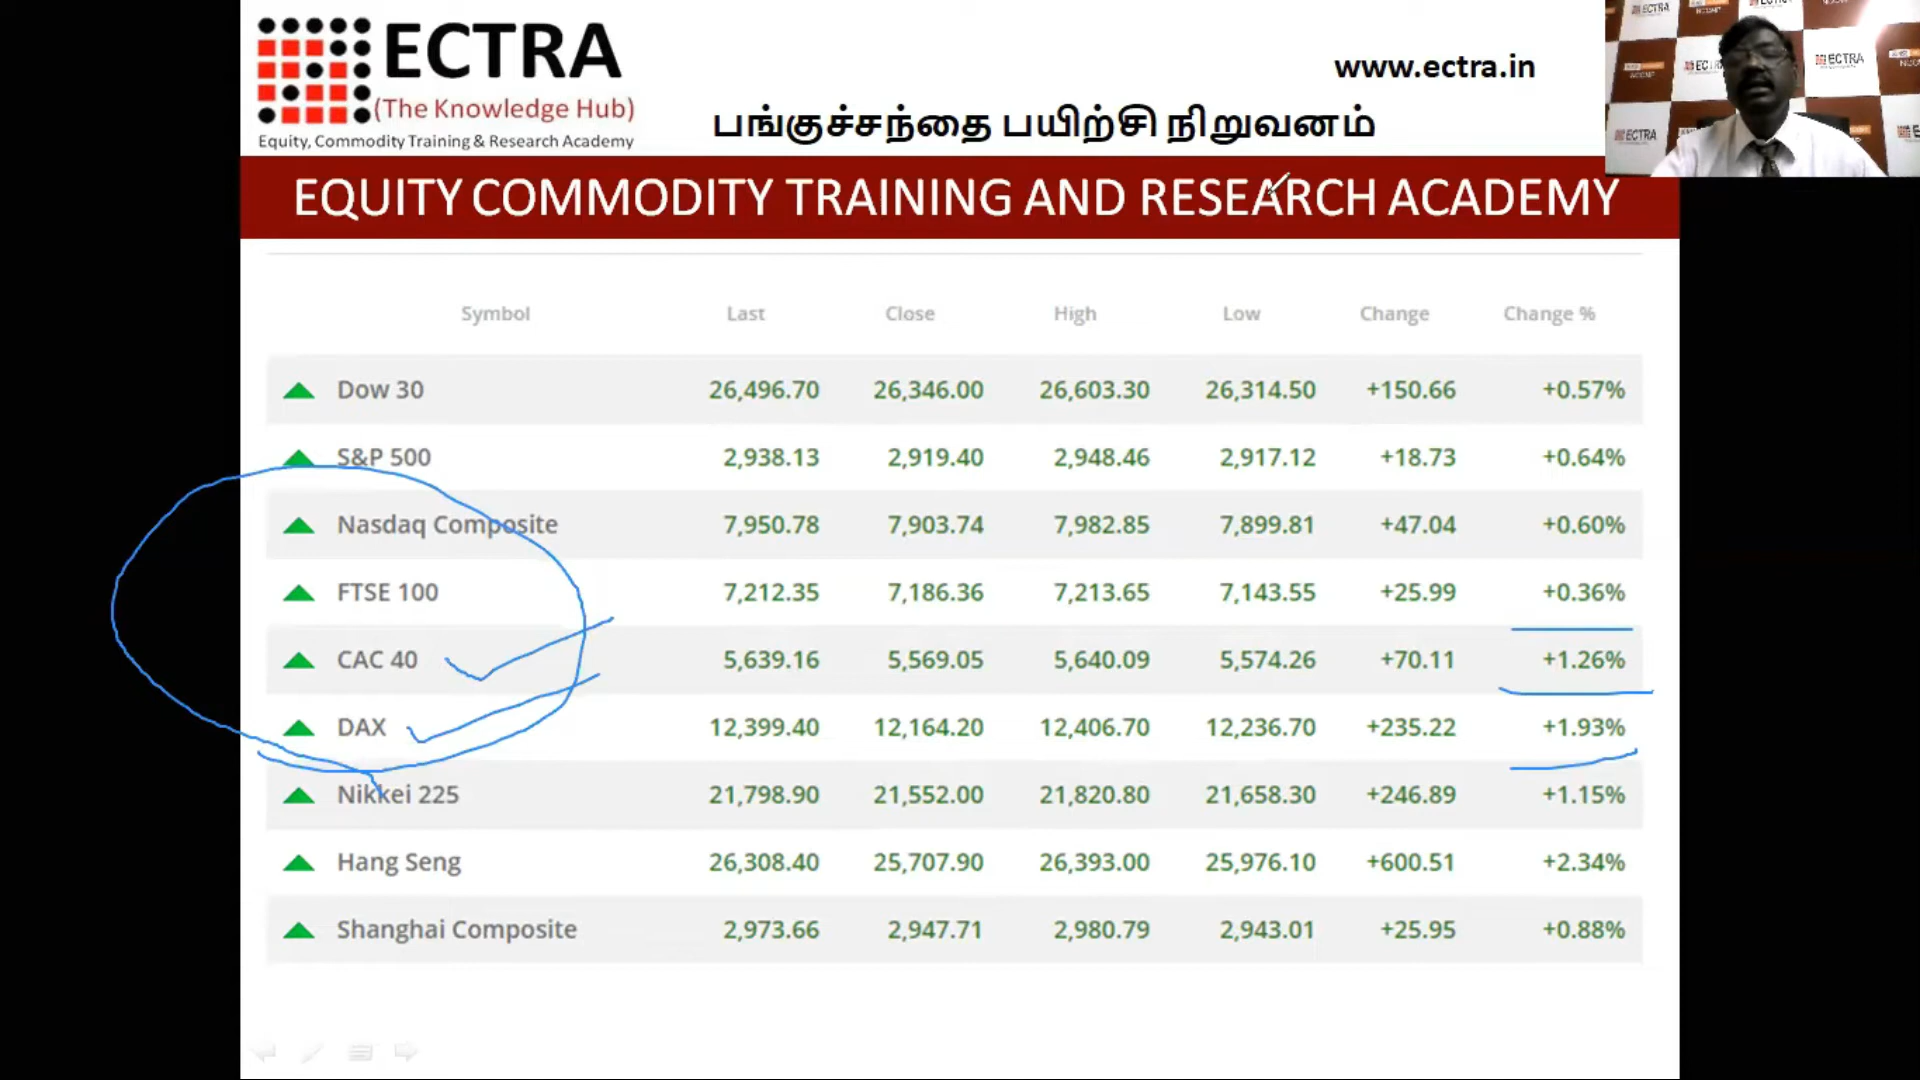 ECTRA
(The Knowledge Hub)
Equity, Commodity Training & Research Academy
www.ectra.in
பங்குச்சந்தை பயிற்சி நிறுவனம்
EQUITY COMMODITY TRAINING AND RESEARCH ACADEMY
Symbol Last Close High Low Change Change %
Dow 30 26,496.70 26,346.00 26,603.30 26,314.50 +150.66 +0.57%
S&P 500 2,938.13 2,919.40 2,948.46 2,917.12 +18.73 +0.64%
Nasdaq Composite 7,950.78 7,903.74 7,982.85 7,899.81 +47.04 +0.60%
FTSE 100 7,212.35 7,186.36 7,213.65 7,143.55 +25.99 +0.36%
CAC 40 5,639.16 5,569.05 5,640.09 5,574.26 +70.11 +1.26%
DAX 12,399.40 12,164.20 12,406.70 12,236.70 +235.22 +1.93%
Nikkei 225 21,798.90 21,552.00 21,820.80 21,658.30 +246.89 +1.15%
Hang Seng 26,308.40 25,707.90 26,393.00 25,976.10 +600.51 +2.34%
Shanghai Composite 2,973.66 2,947.71 2,980.79 2,943.01 +25.95 +0.88%
ECTRA
ECTRA
ECTRA